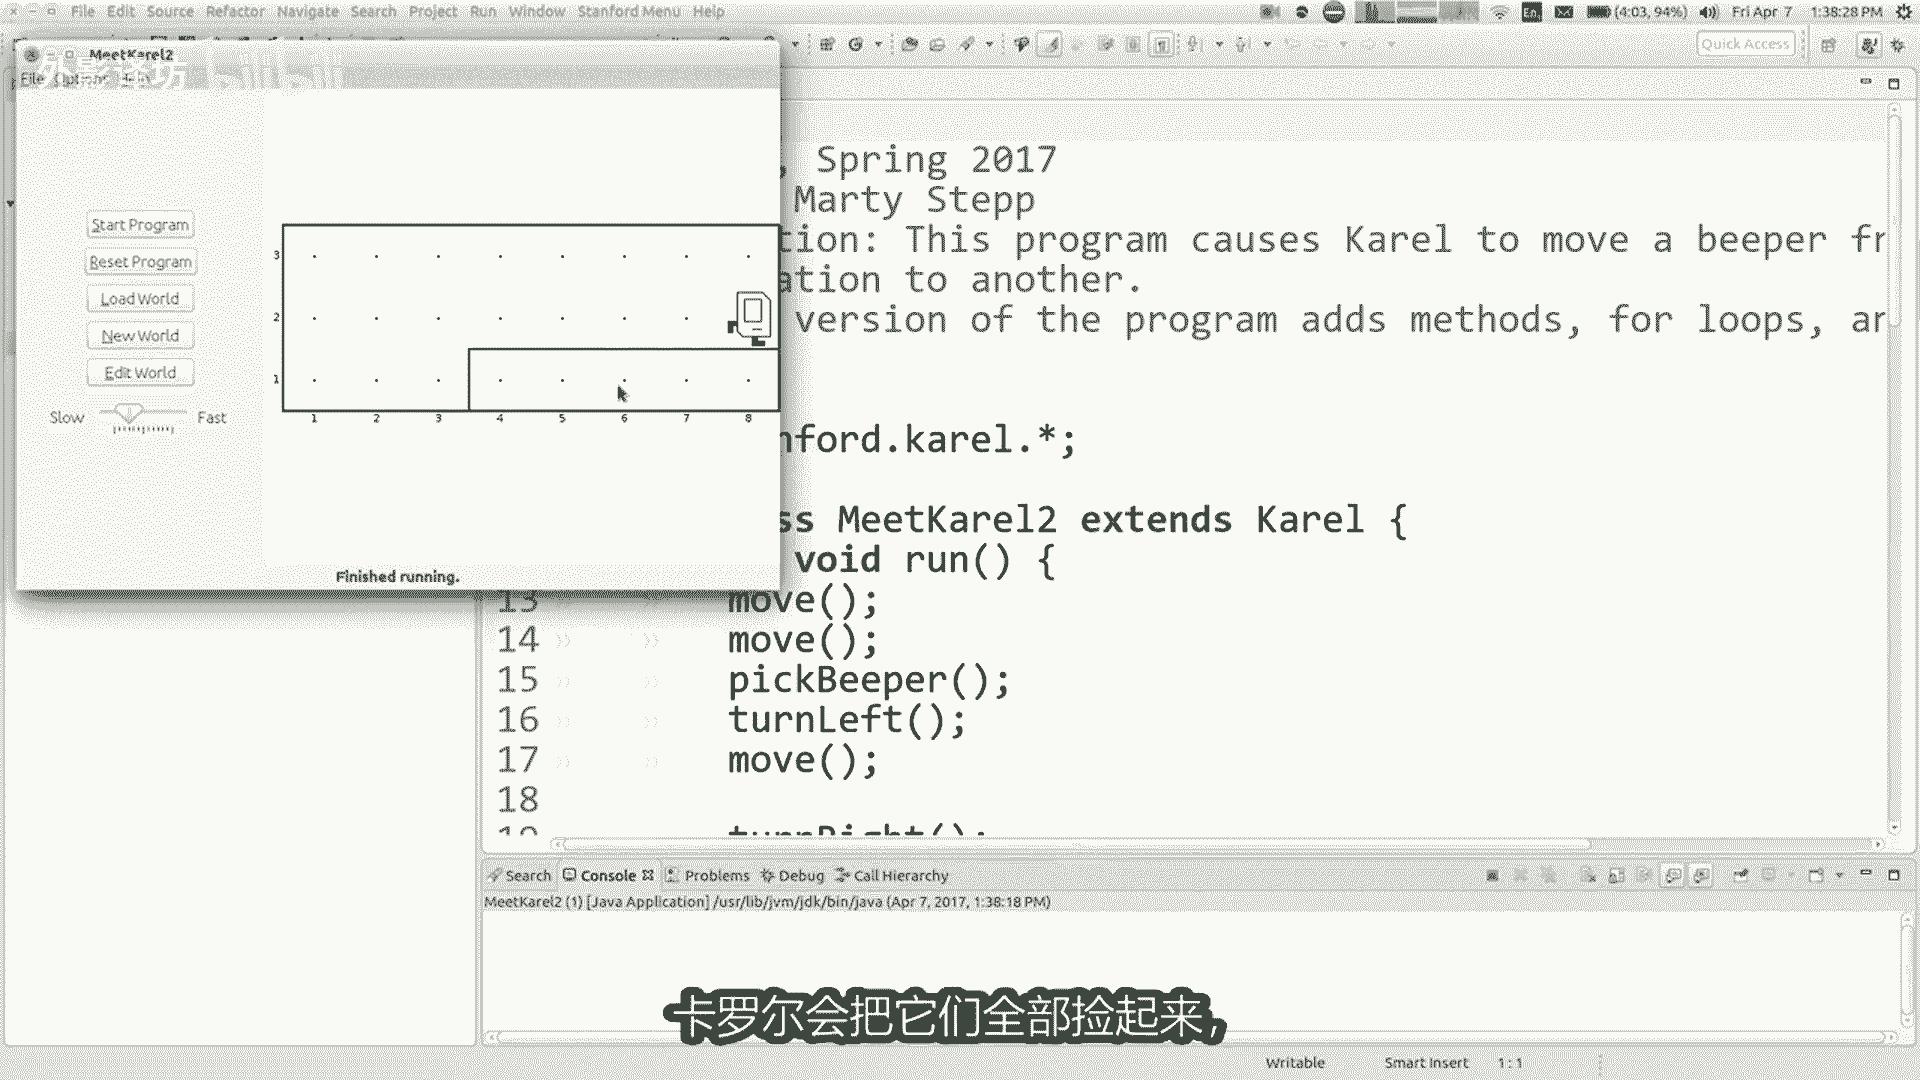 File Edit Source Refactor Navigate Search Project Run Window Stanford Menu Help
En
(4:03, 94%)
Fri Apr 7
1:38:28 PM
MeetKarel2
File Options Help
Quick Access
Start Program
Reset Program
Load World
New World
Edit World
Slow
Fast
3
2
1
1 2 3 4 5 6 7 8
Finished running.
, Spring 2017
Marty Stepp
tion: This program causes Karel to move a beeper fr
ation to another.
version of the program adds methods, for loops, ar
nford.karel.*;
ss MeetKarel2 extends Karel {
void run() {
13 move();
14 move();
15 pickBeeper();
16 turnLeft();
17 move();
18
19 turnRight();
Search Console Problems Debug Call Hierarchy
MeetKarel2 (1) [Java Application] /usr/lib/jvm/jdk/bin/java (Apr 7, 2017, 1:38:18 PM)
卡罗尔会把它们全部捡起来,
Writable
Smart Insert
1 : 1